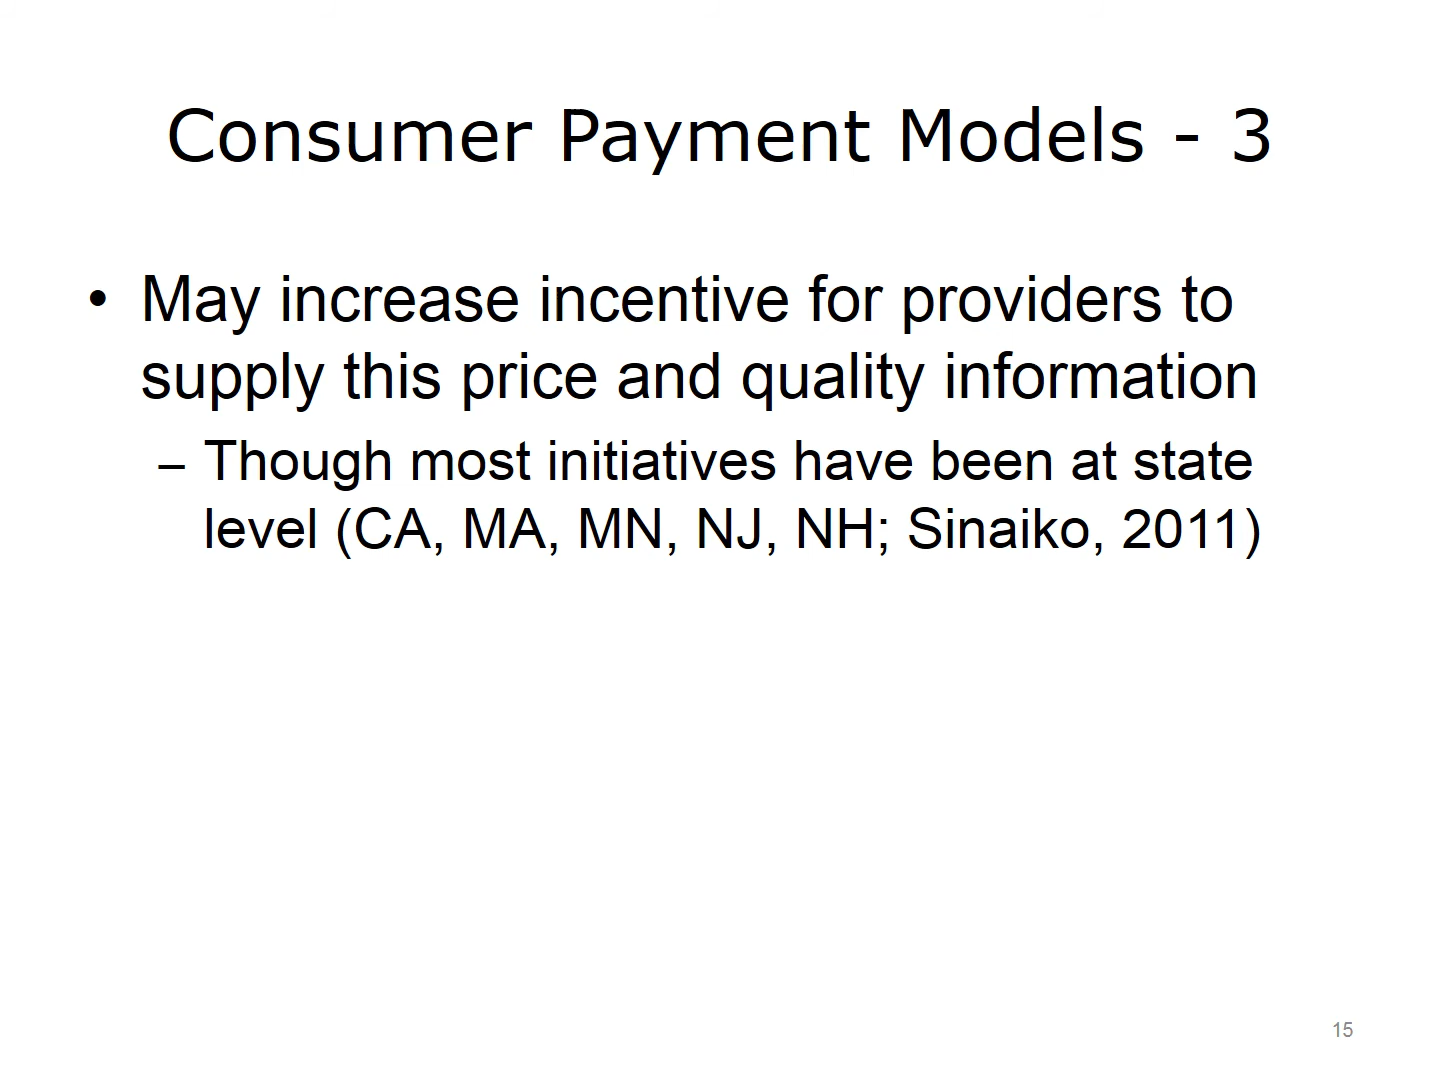 Consumer Payment Models - 3
• May increase incentive for providers to
supply this price and quality information
– Though most initiatives have been at state
level (CA, MA, MN, NJ, NH; Sinaiko, 2011)
15